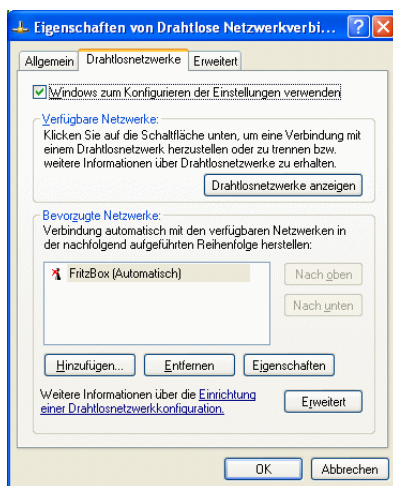 Eigenschaften von Drahtlose Netzwerkverbi... ? X
Allgemein Drahtlosnetzwerke Erweitert
Windows zum Konfigurieren der Einstellungen verwenden
Verfügbare Netzwerke:
Klicken Sie auf die Schaltfläche unten, um eine Verbindung mit
einem Drahtlosnetzwerk herzustellen oder zu trennen bzw.
weitere Informationen über Drahtlosnetzwerke zu erhalten.
Drahtlosnetzwerke anzeigen
Bevorzugte Netzwerke:
Verbindung automatisch mit den verfügbaren Netzwerken in
der nachfolgend aufgeführten Reihenfolge herstellen:
FritzBox (Automatisch)
Nach oben
Nach unten
Hinzufügen... Entfernen Eigenschaften
Weitere Informationen über die Einrichtung
einer Drahtlosnetzwerkkonfiguration.
Erweitert
OK Abbrechen